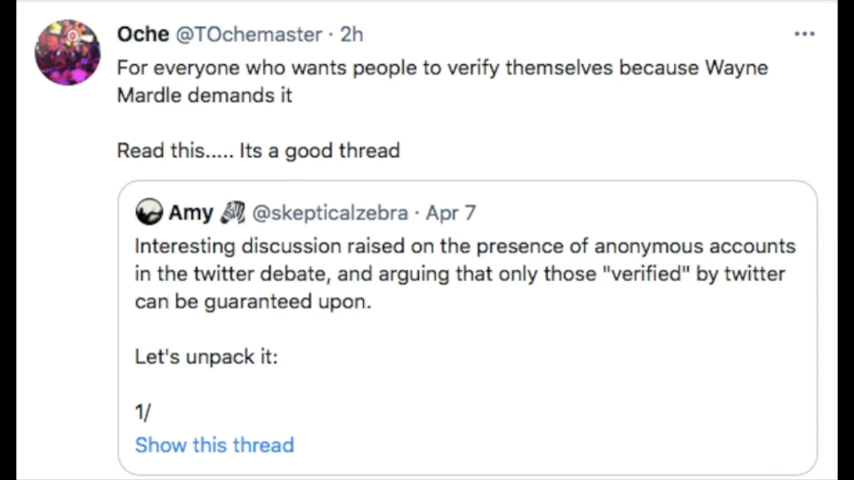 Oche @TOchemaster · 2h
For everyone who wants people to verify themselves because Wayne
Mardle demands it
Read this..... Its a good thread
Amy 🦓 @skepticalzebra · Apr 7
Interesting discussion raised on the presence of anonymous accounts
in the twitter debate, and arguing that only those "verified" by twitter
can be guaranteed upon.
Let's unpack it:
1/
Show this thread